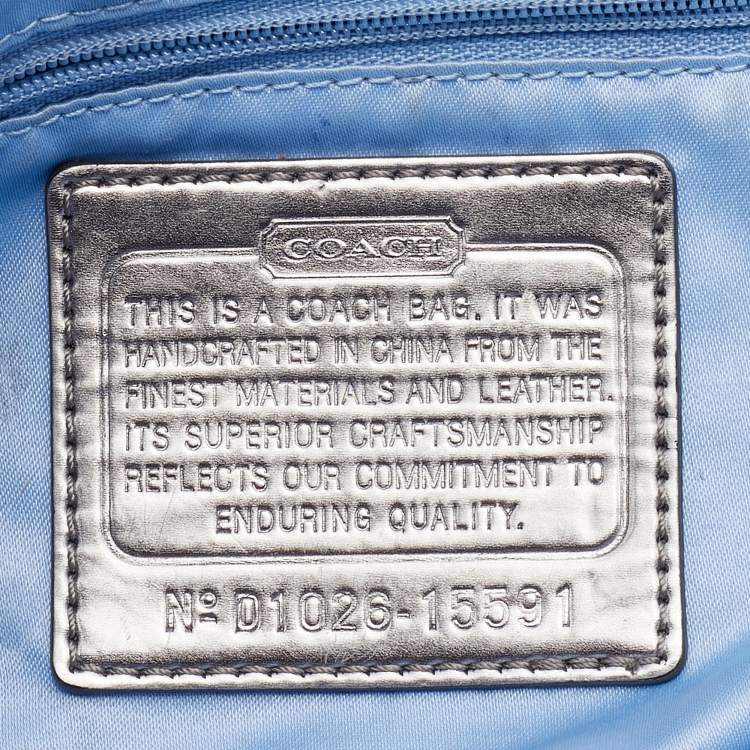 COACH
THIS IS A COACH BAG. IT WAS
HANDCRAFTED IN CHINA FROM THE
FINEST MATERIALS AND LEATHER.
ITS SUPERIOR CRAFTSMANSHIP
REFLECTS OUR COMMITMENT TO
ENDURING QUALITY.
Nº D1026-15591